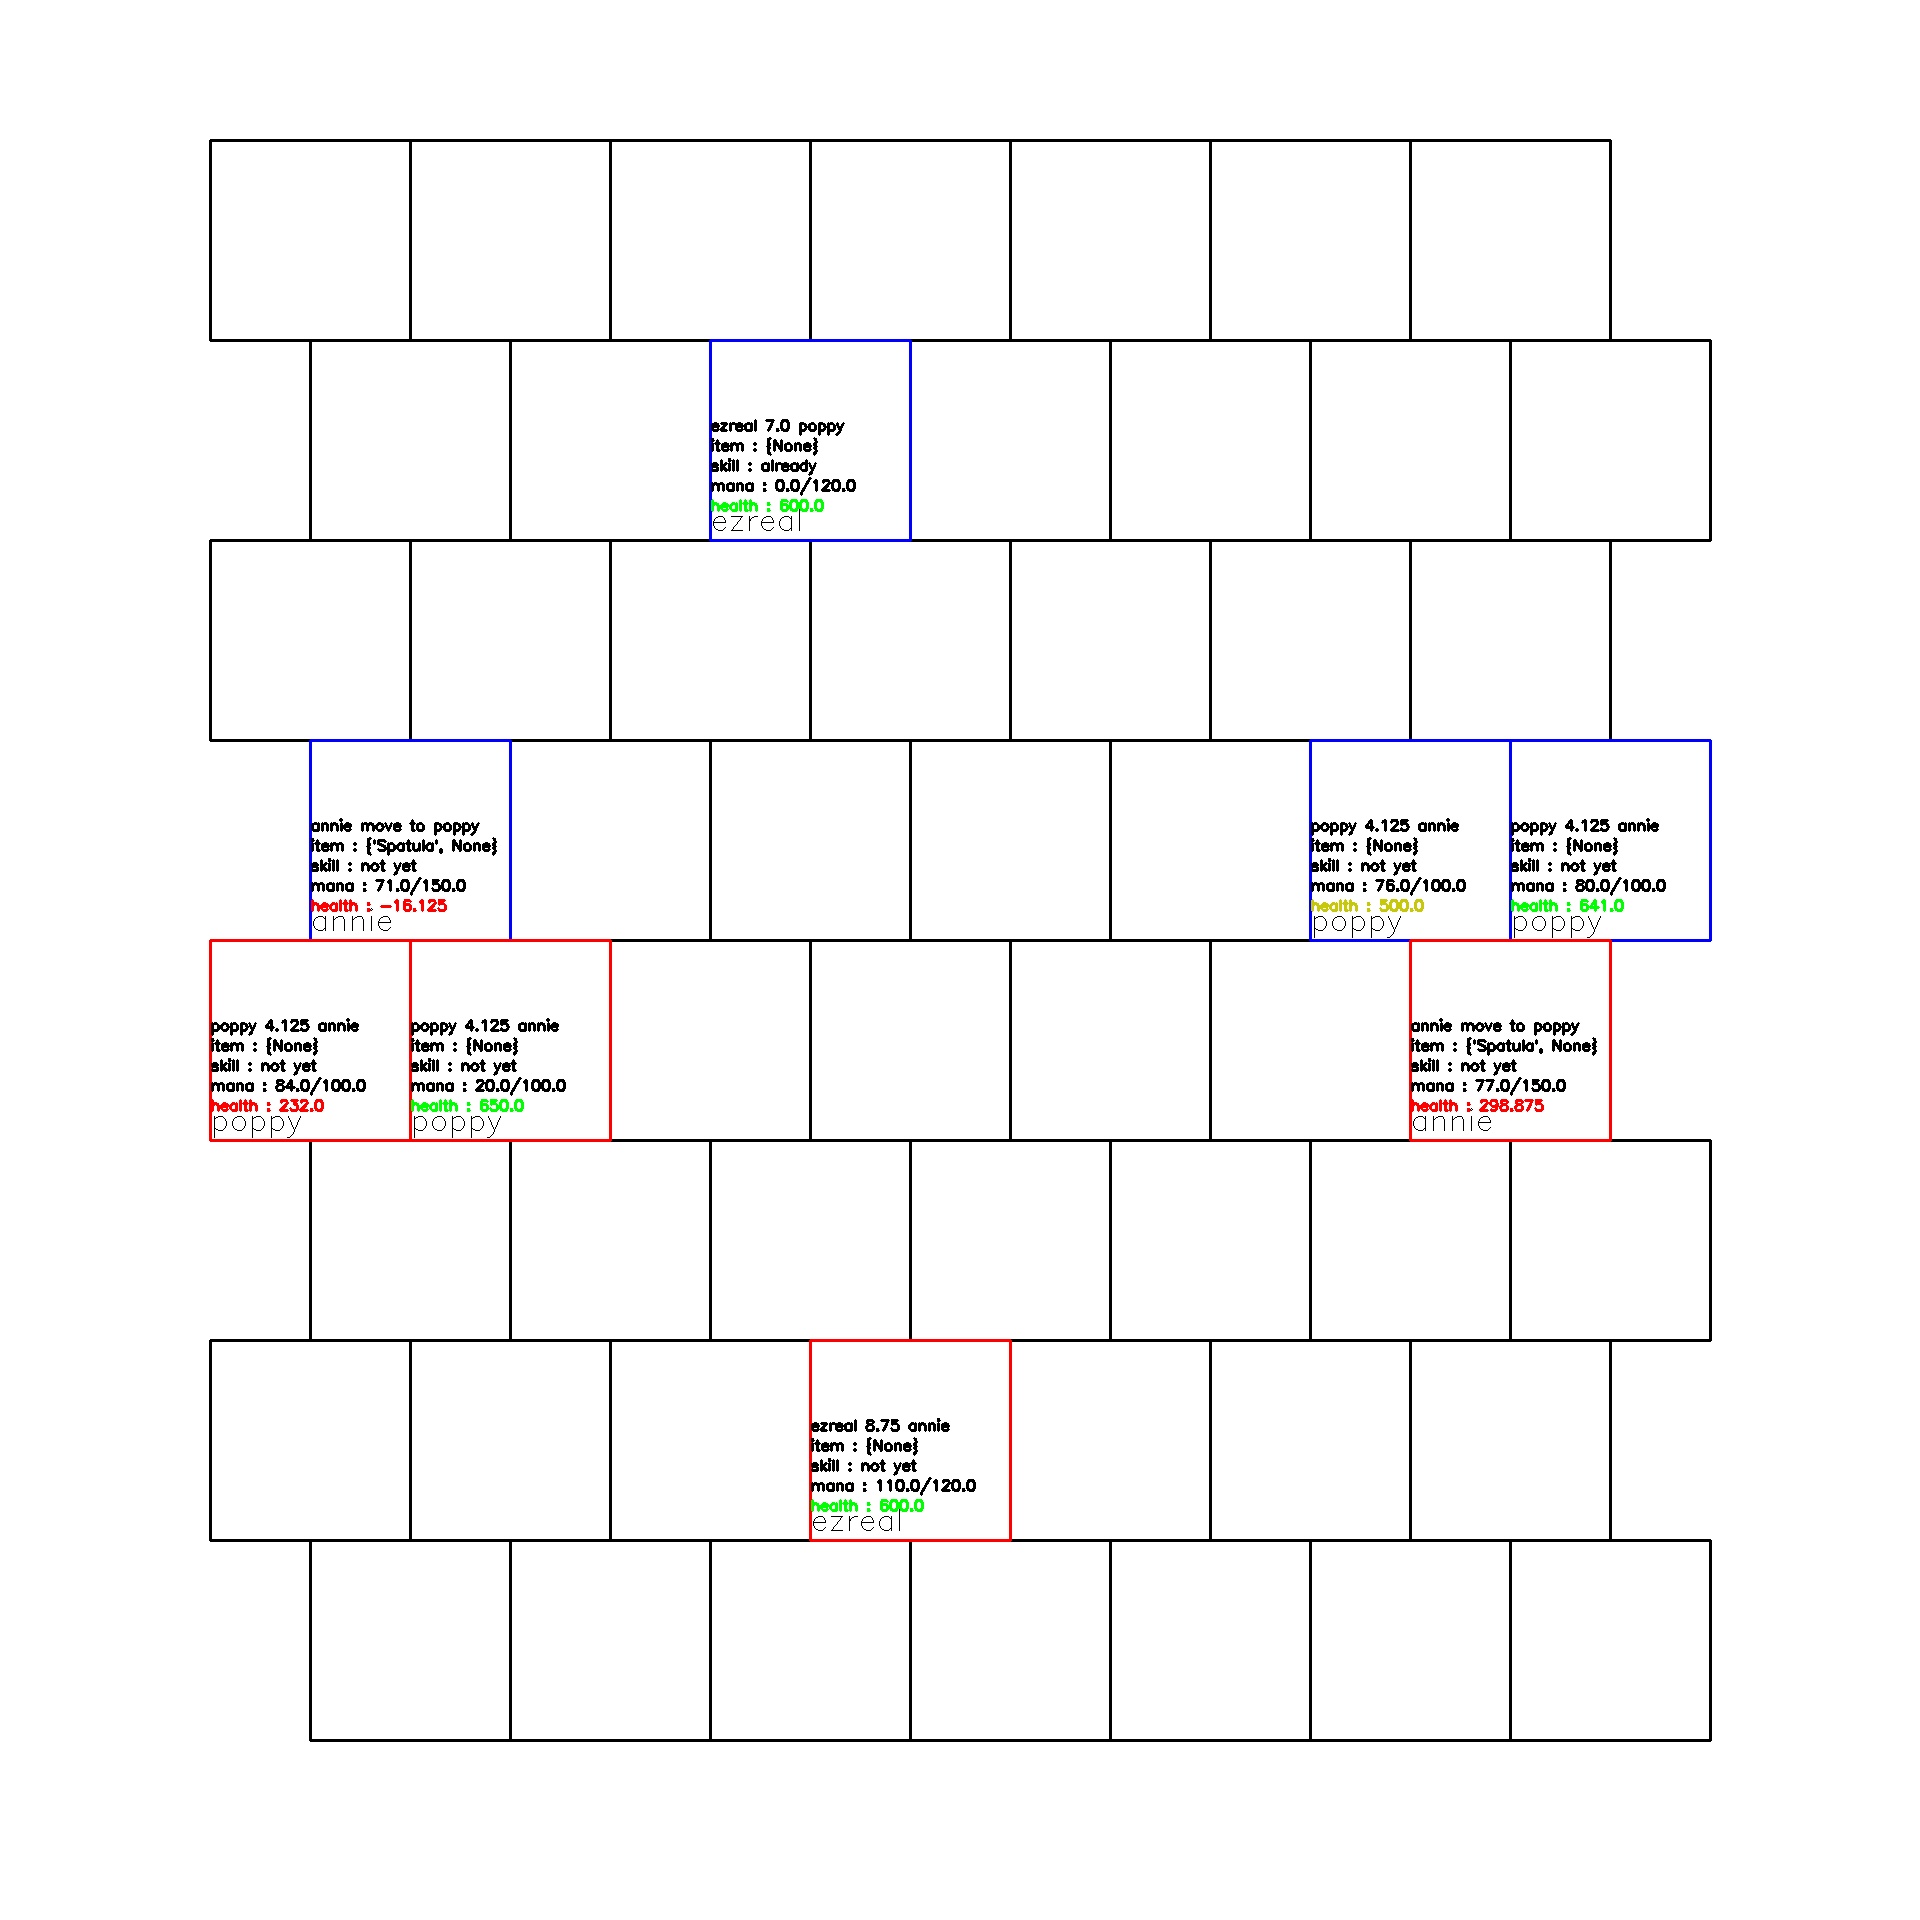 ezreal 7.0 poppy
item : {None}
skill : already
mana : 0.0/120.0
health : 600.0
ezreal
annie move to poppy
item : {'Spatula', None}
skill : not yet
mana : 71.0/150.0
health : -16.125
annie
poppy 4.125 annie
item : {None}
skill : not yet
mana : 76.0/100.0
health : 500.0
poppy
poppy 4.125 annie
item : {None}
skill : not yet
mana : 80.0/100.0
health : 641.0
poppy
poppy 4.125 annie
item : {None}
skill : not yet
mana : 84.0/100.0
health : 232.0
poppy
poppy 4.125 annie
item : {None}
skill : not yet
mana : 20.0/100.0
health : 650.0
poppy
annie move to poppy
item : {'Spatula', None}
skill : not yet
mana : 77.0/150.0
health : 298.875
annie
ezreal 8.75 annie
item : {None}
skill : not yet
mana : 110.0/120.0
health : 600.0
ezreal